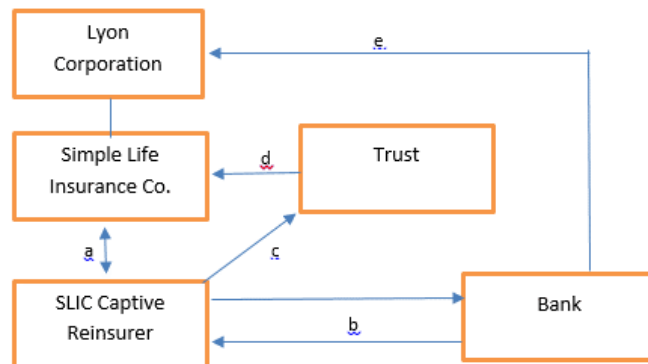 Lyon
Corporation
e
Simple Life
Insurance Co.
d
Trust
a
c
SLIC Captive
Reinsurer
b
Bank